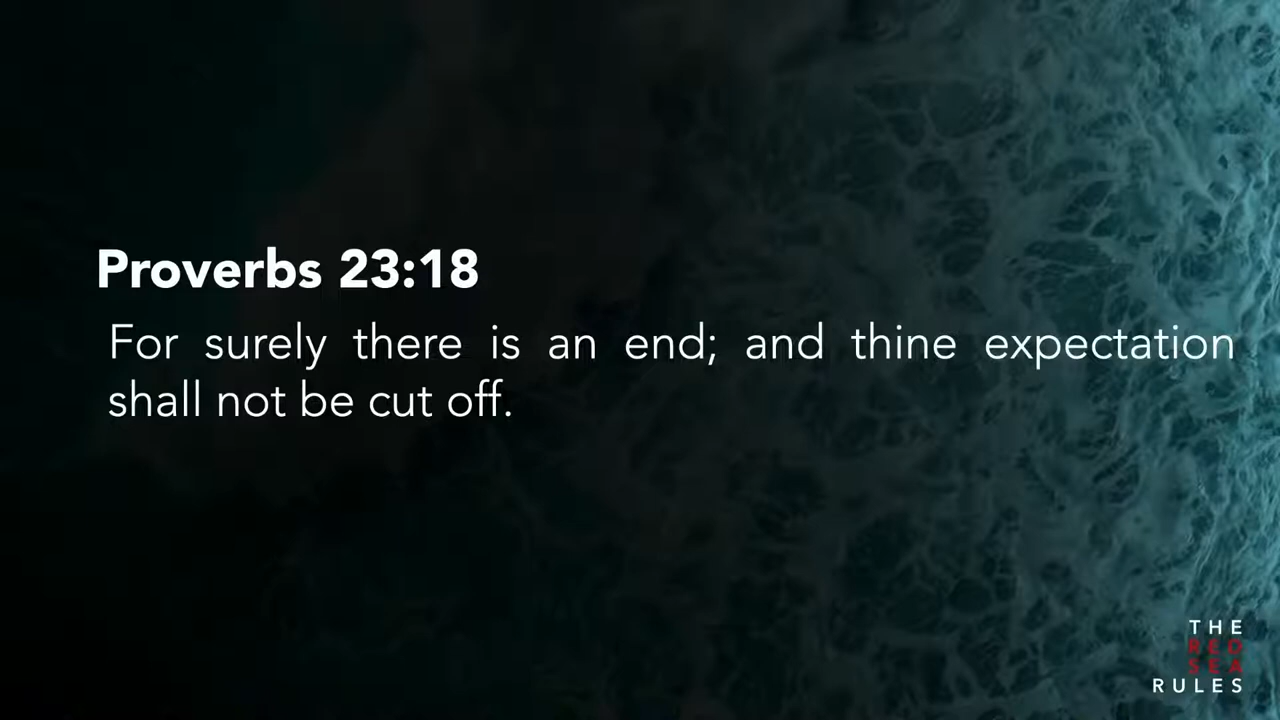 Proverbs 23:18
For surely there is an end; and thine expectation
shall not be cut off.
THE
RED
SEA
RULES